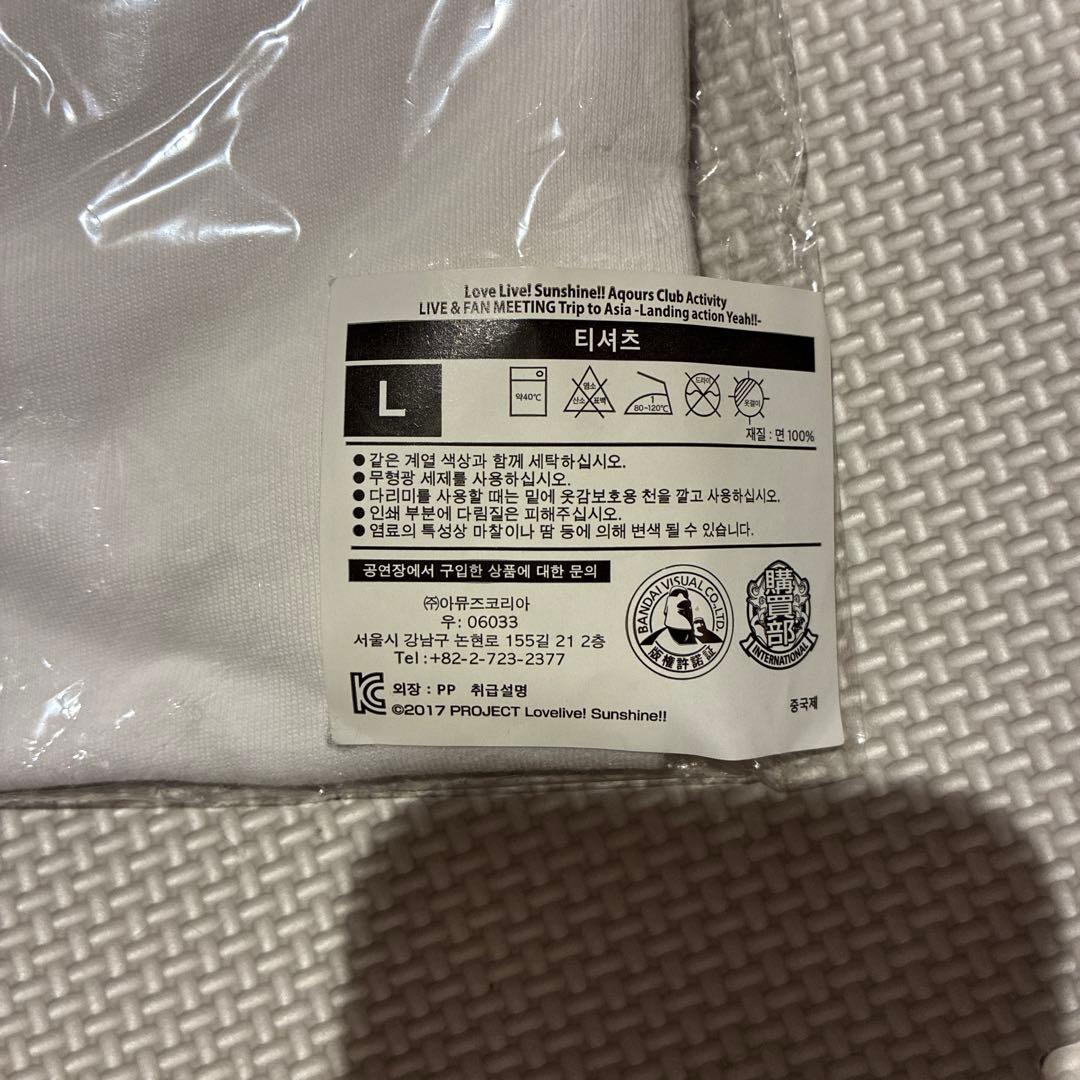 Love Live! Sunshine!! Aqours Club Activity
LIVE & FAN MEETING Trip to Asia -Landing action Yeah!!-
티셔츠
L
약40℃
염소
산소 표백
1
80~120℃
드라이
옷걸이
재질 : 면 100%
● 같은 계열 색상과 함께 세탁하십시오.
● 무형광 세제를 사용하십시오.
● 다리미를 사용할 때는 밑에 옷감보호용 천을 깔고 사용하십시오.
● 인쇄 부분에 다림질은 피해주십시오.
● 염료의 특성상 마찰이나 땀 등에 의해 변색 될 수 있습니다.
공연장에서 구입한 상품에 대한 문의
㈜아뮤즈코리아
우: 06033
서울시 강남구 논현로 155길 21 2층
Tel:+82-2-723-2377
BANDAI VISUAL CO.,LTD.
版権許諾証
購買部
INTERNATIONAL
KC 외장 : PP 취급설명
©2017 PROJECT Lovelive! Sunshine!!
중국제